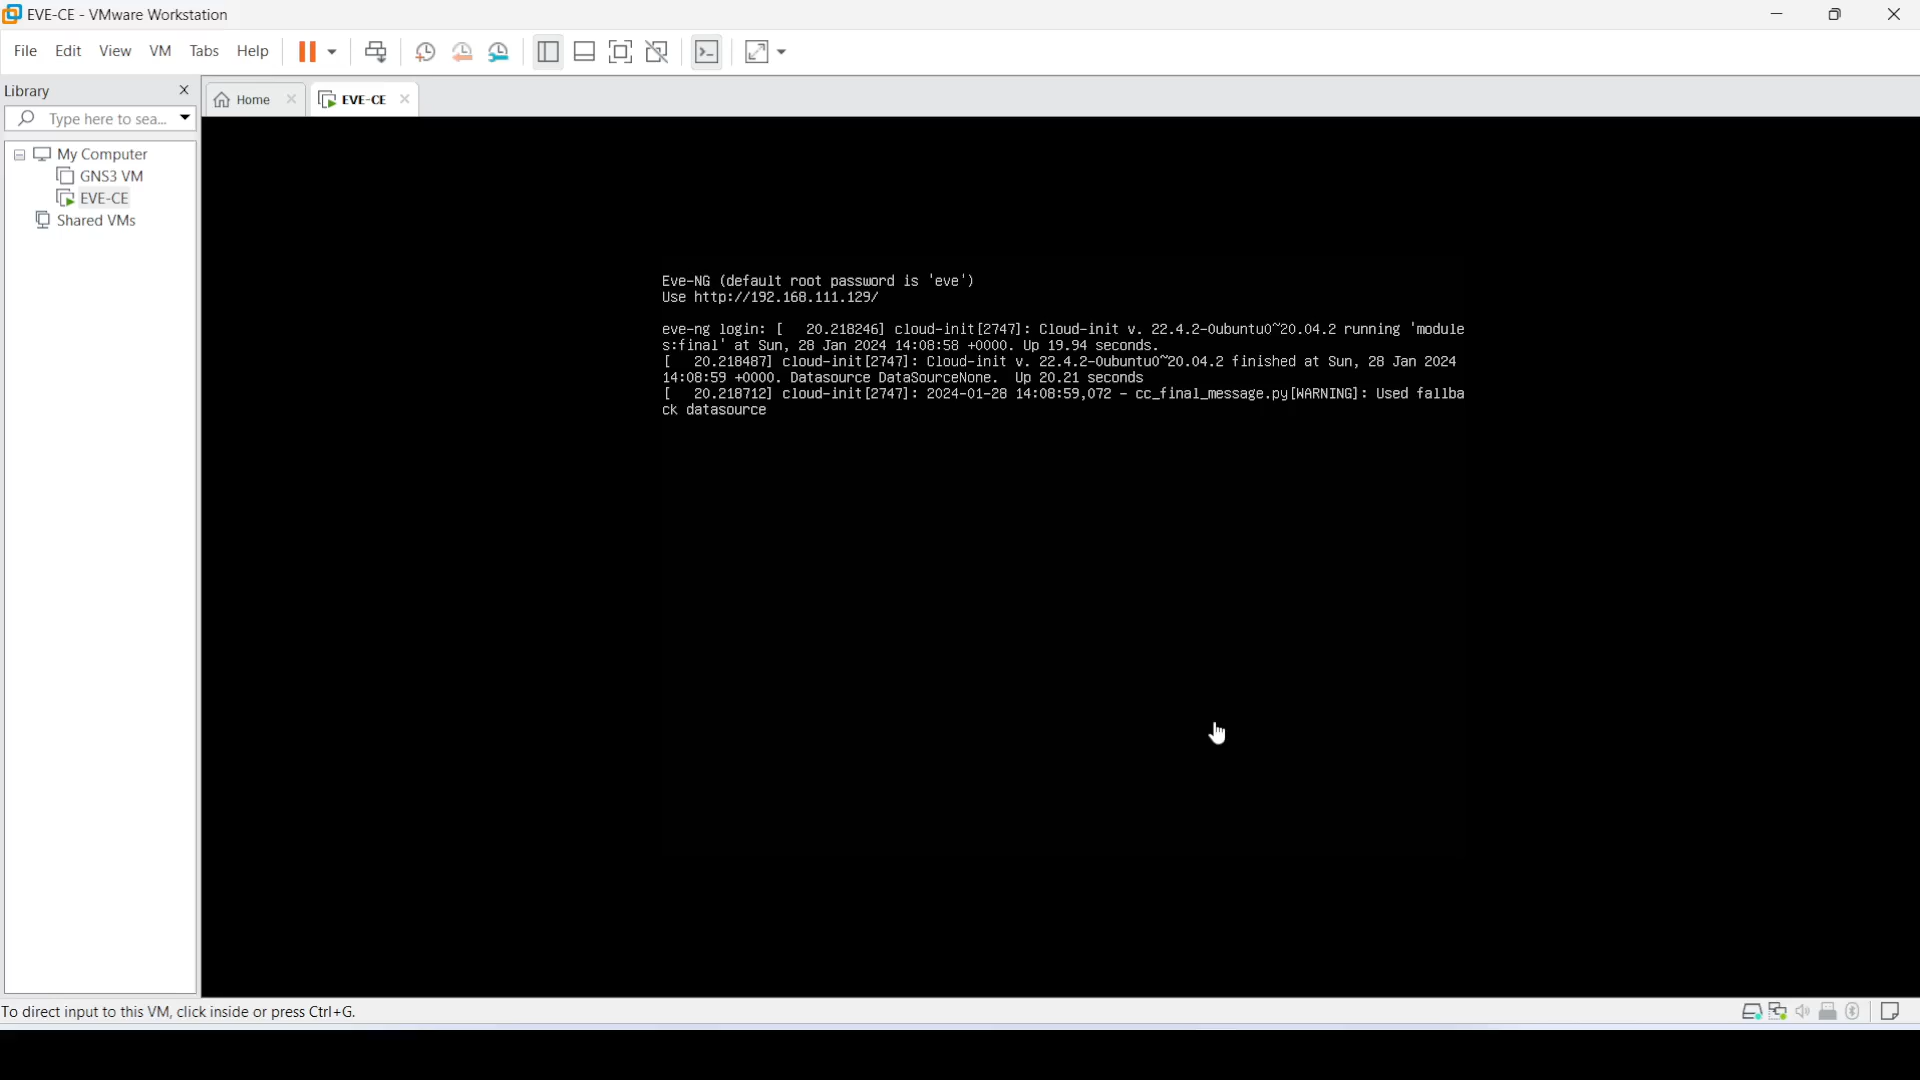 EVE-CE - VMware Workstation
File Edit View VM Tabs Help
Library
Type here to sea...
Home
EVE-CE
My Computer
GNS3 VM
EVE-CE
Shared VMs
Eve-NG (default root password is 'eve')
Use http://192.168.111.129/
eve-ng login: [   20.218246] cloud-init[2747]: Cloud-init v. 22.4.2-0ubuntu0~20.04.2 running 'module
s:final' at Sun, 28 Jan 2024 14:08:58 +0000. Up 19.94 seconds.
[   20.218487] cloud-init[2747]: Cloud-init v. 22.4.2-0ubuntu0~20.04.2 finished at Sun, 28 Jan 2024
14:08:59 +0000. Datasource DataSourceNone.  Up 20.21 seconds
[   20.218712] cloud-init[2747]: 2024-01-28 14:08:59,072 - cc_final_message.py[WARNING]: Used fallba
ck datasource
To direct input to this VM, click inside or press Ctrl+G.